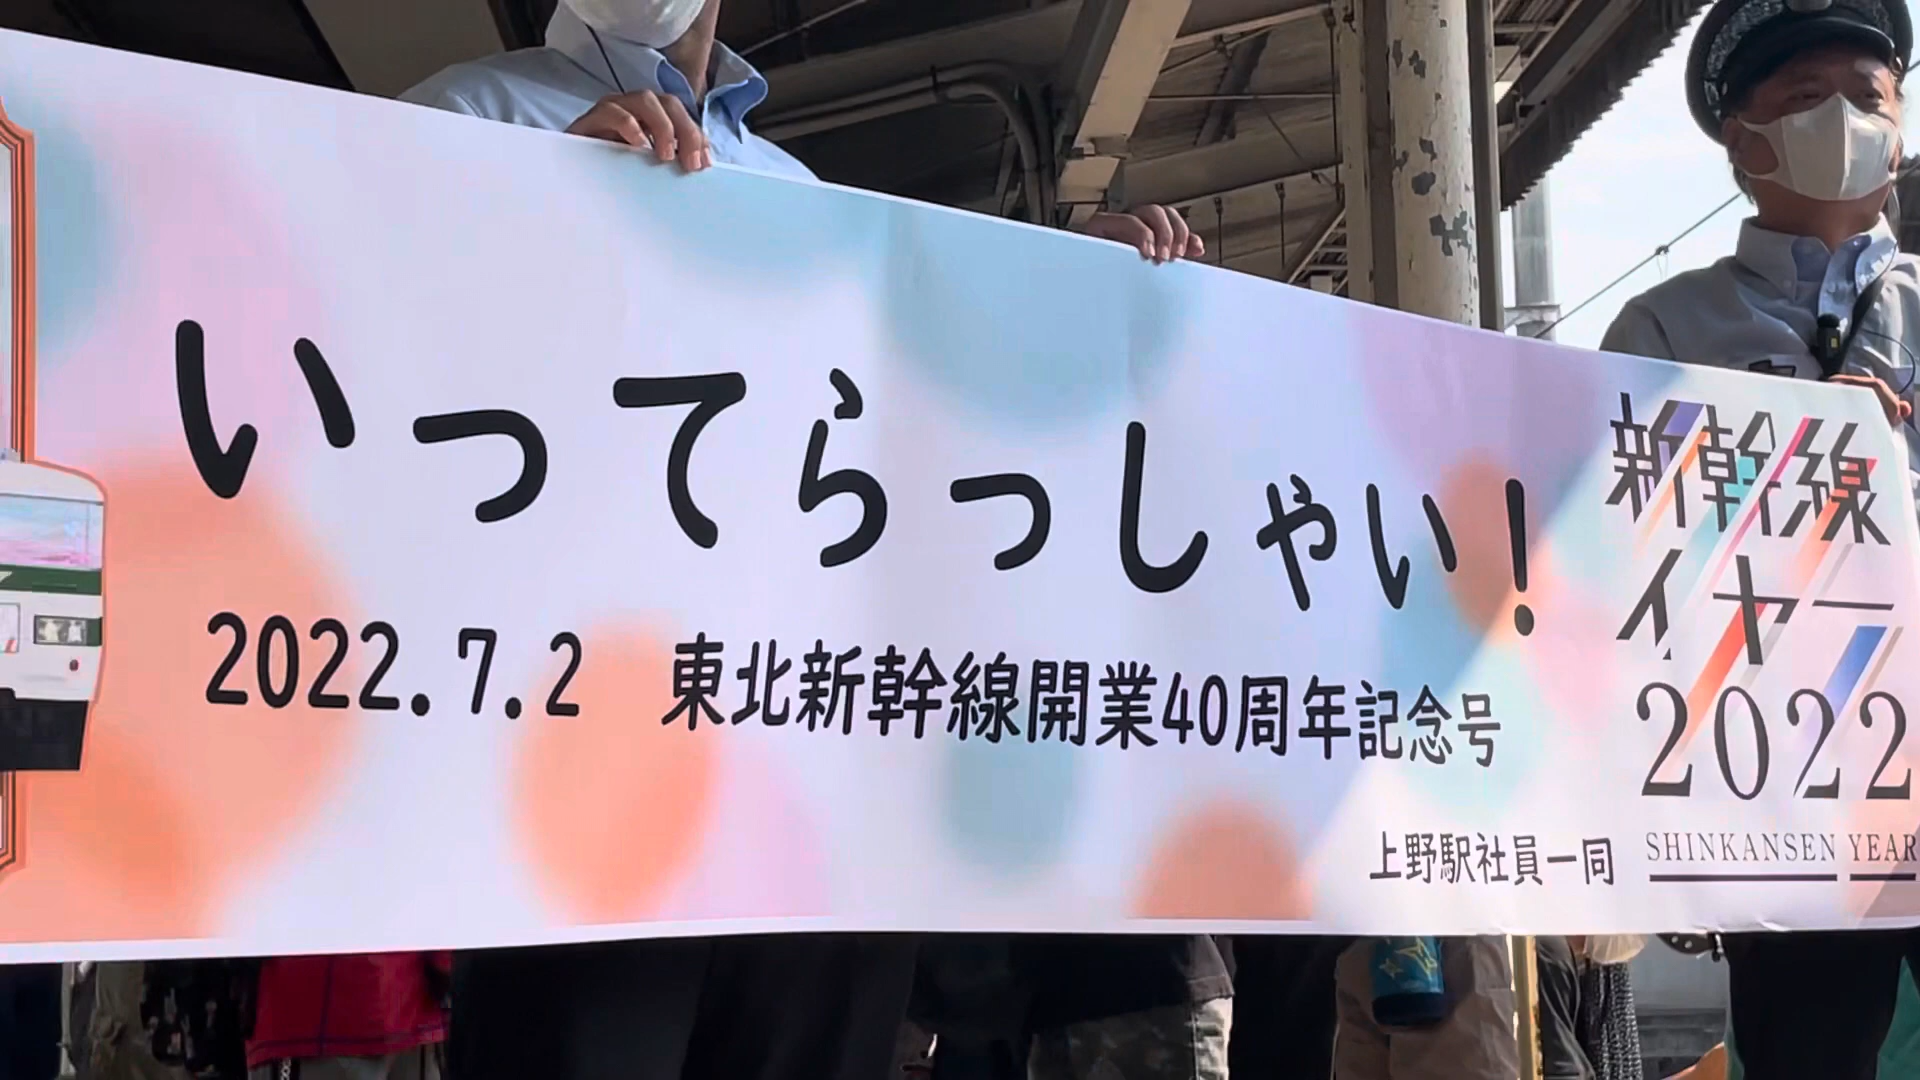 いってらっしゃい!
2022.7.2 東北新幹線開業40周年記念号
上野駅社員一同
新幹線
イヤー
2022
SHINKANSEN YEAR